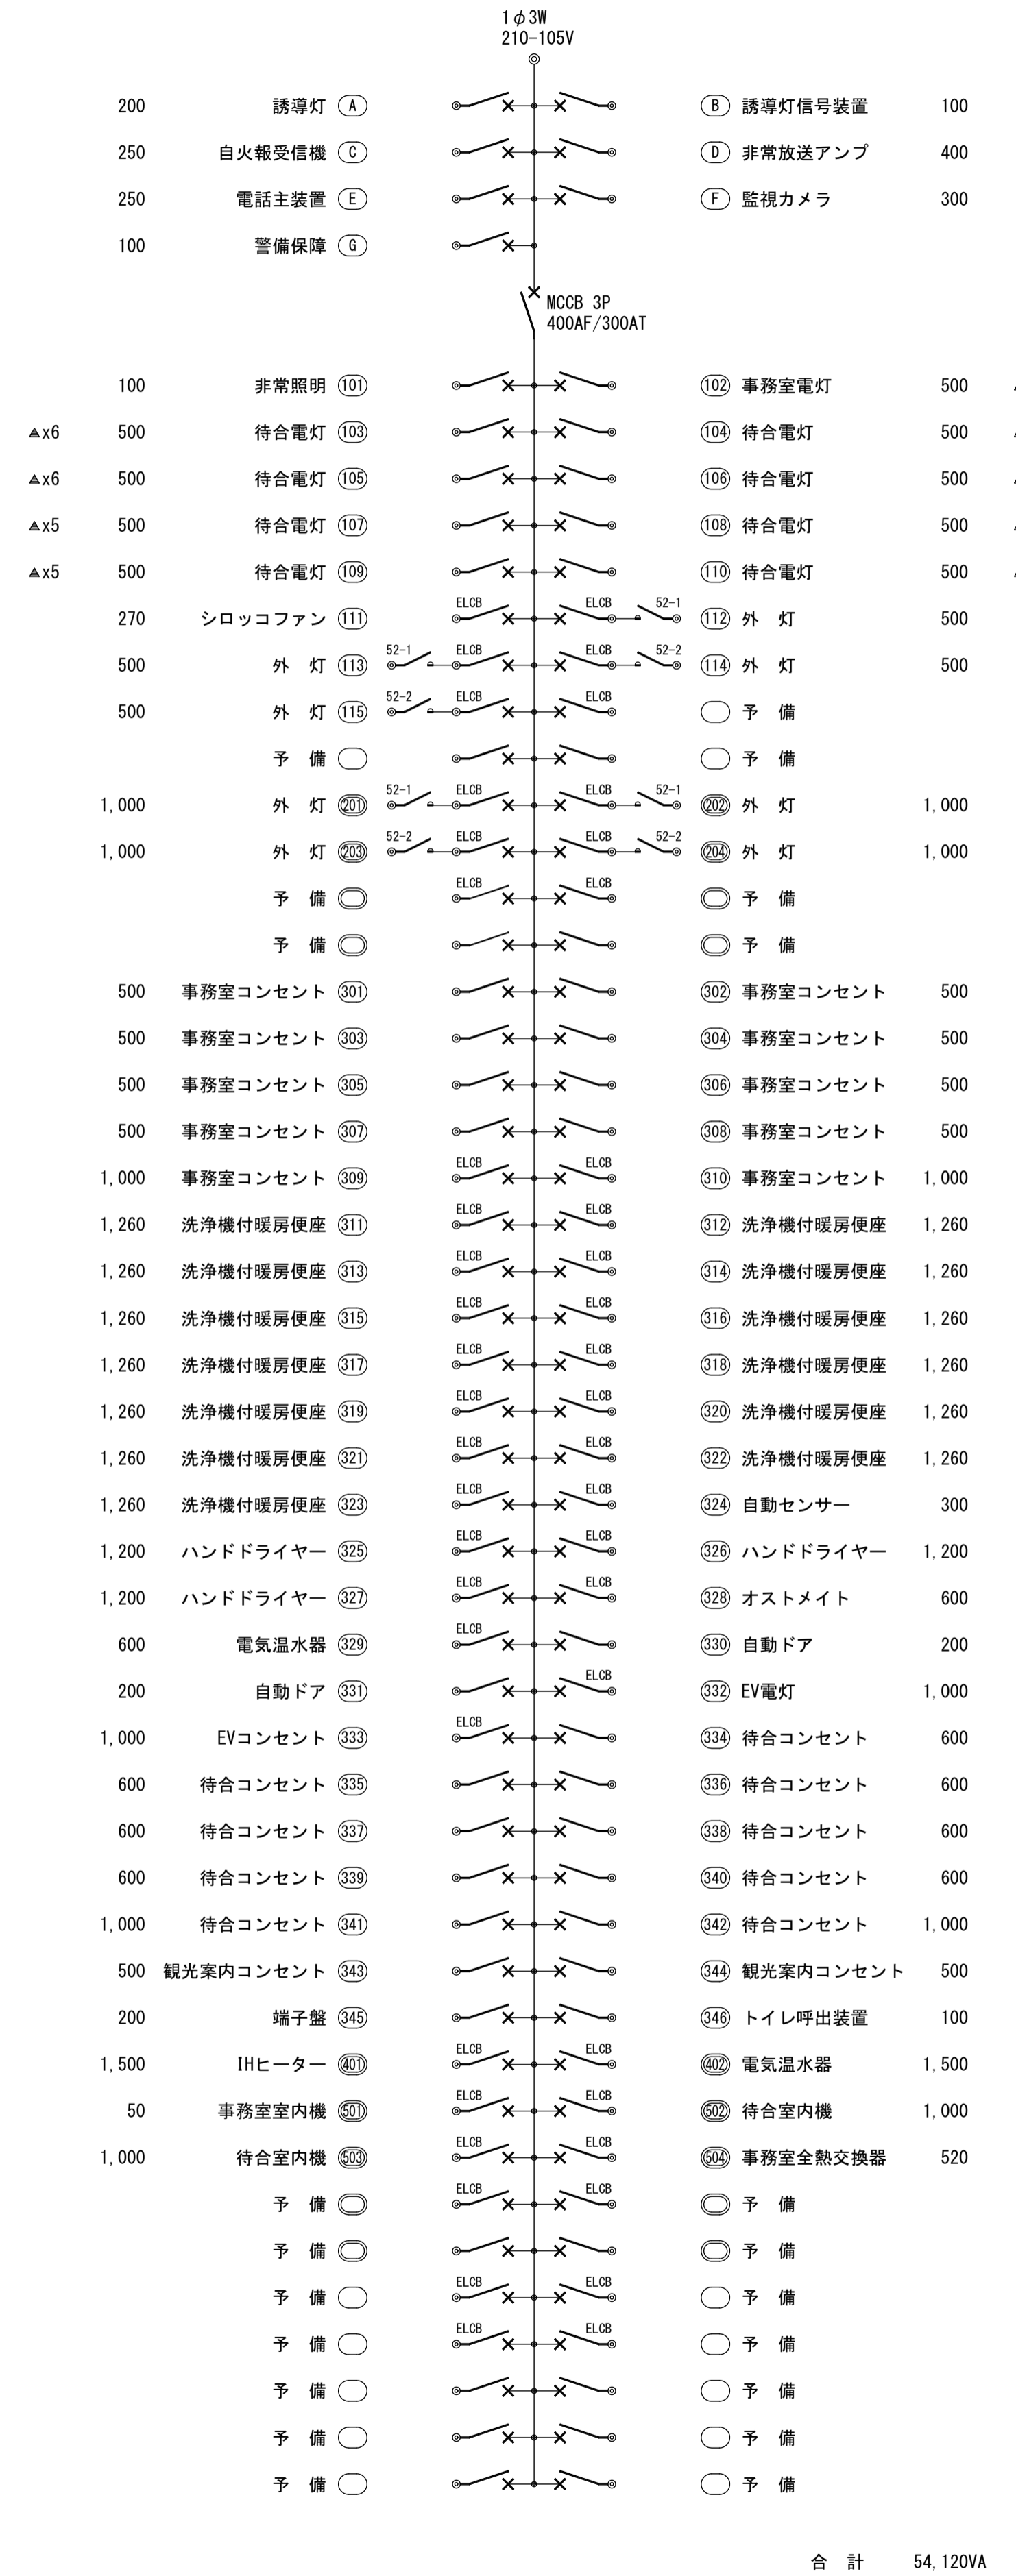 1φ3W
210-105V
200 誘導灯 A B 誘導灯信号装置 100
250 自火報受信機 C D 非常放送アンプ 400
250 電話主装置 E F 監視カメラ 300
100 警備保障 G
MCCB 3P
400AF/300AT
100 非常照明 101 102 事務室電灯 500
▲x6 500 待合電灯 103 104 待合電灯 500
▲x6 500 待合電灯 105 106 待合電灯 500
▲x5 500 待合電灯 107 108 待合電灯 500
▲x5 500 待合電灯 109 110 待合電灯 500
270 シロッコファン 111 ELCB ELCB 52-1 112 外 灯 500
500 外 灯 113 52-1 ELCB ELCB 52-2 114 外 灯 500
500 外 灯 115 52-2 ELCB ELCB 予 備
予 備 予 備
1,000 外 灯 201 52-1 ELCB ELCB 52-1 202 外 灯 1,000
1,000 外 灯 203 52-2 ELCB ELCB 52-2 204 外 灯 1,000
予 備 ELCB ELCB 予 備
予 備 予 備
500 事務室コンセント 301 302 事務室コンセント 500
500 事務室コンセント 303 304 事務室コンセント 500
500 事務室コンセント 305 306 事務室コンセント 500
500 事務室コンセント 307 308 事務室コンセント 500
1,000 事務室コンセント 309 ELCB ELCB 310 事務室コンセント 1,000
1,260 洗浄機付暖房便座 311 ELCB ELCB 312 洗浄機付暖房便座 1,260
1,260 洗浄機付暖房便座 313 ELCB ELCB 314 洗浄機付暖房便座 1,260
1,260 洗浄機付暖房便座 315 ELCB ELCB 316 洗浄機付暖房便座 1,260
1,260 洗浄機付暖房便座 317 ELCB ELCB 318 洗浄機付暖房便座 1,260
1,260 洗浄機付暖房便座 319 ELCB ELCB 320 洗浄機付暖房便座 1,260
1,260 洗浄機付暖房便座 321 ELCB ELCB 322 洗浄機付暖房便座 1,260
1,260 洗浄機付暖房便座 323 ELCB ELCB 324 自動センサー 300
1,200 ハンドドライヤー 325 ELCB ELCB 326 ハンドドライヤー 1,200
1,200 ハンドドライヤー 327 ELCB ELCB 328 オストメイト 600
600 電気温水器 329 ELCB 330 自動ドア 200
200 自動ドア 331 ELCB 332 EV電灯 1,000
1,000 EVコンセント 333 ELCB 334 待合コンセント 600
600 待合コンセント 335 336 待合コンセント 600
600 待合コンセント 337 338 待合コンセント 600
600 待合コンセント 339 340 待合コンセント 600
1,000 待合コンセント 341 342 待合コンセント 1,000
500 観光案内コンセント 343 344 観光案内コンセント 500
200 端子盤 345 346 トイレ呼出装置 100
1,500 IHヒーター 401 ELCB ELCB 402 電気温水器 1,500
50 事務室室内機 501 ELCB ELCB 502 待合室内機 1,000
1,000 待合室内機 503 ELCB ELCB 504 事務室全熱交換器 520
予 備 ELCB ELCB 予 備
予 備 予 備
予 備 ELCB ELCB 予 備
予 備 ELCB ELCB 予 備
予 備 予 備
予 備 予 備
予 備 予 備
合 計 54,120VA